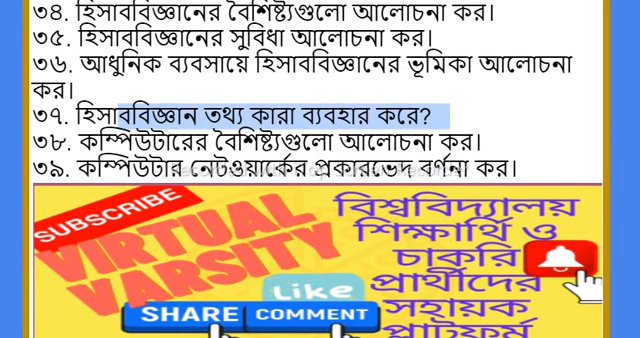 ৩৪. হিসাববিজ্ঞানের বৈশিষ্ট্যগুলো আলোচনা কর।
৩৫. হিসাববিজ্ঞানের সুবিধা আলোচনা কর।
৩৬. আধুনিক ব্যবসায়ে হিসাববিজ্ঞানের ভূমিকা আলোচনা
কর।
৩৭. হিসাববিজ্ঞান তথ্য কারা ব্যবহার করে?
৩৮. কম্পিউটারের বৈশিষ্ট্যগুলো আলোচনা কর।
৩৯. কম্পিউটার নেটওয়ার্কের প্রকারভেদ বর্ণনা কর।
SUBSCRIBE
VIRTUAL
VARSITY
Like
SHARE COMMENT
বিশ্ববিদ্যালয়
শিক্ষার্থি ও
চাকরি
প্রার্থীদের
সহায়ক
প্লাটফর্ম